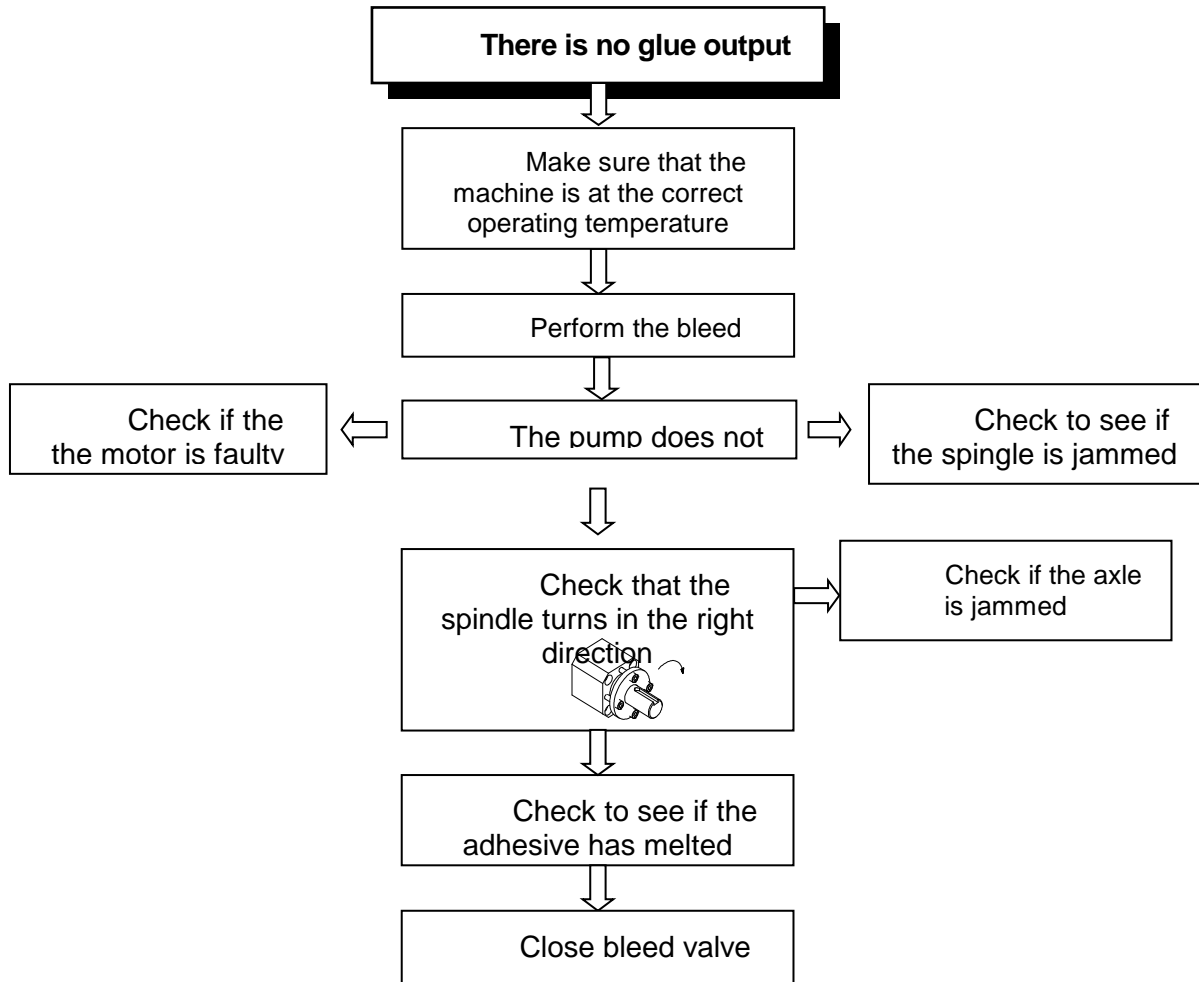 There is no glue output
Make sure that the
machine is at the correct
operating temperature
Perform the bleed
Check if the
the motor is faulty
The pump does not
Check to see if
the spingle is jammed
Check that the
spindle turns in the right
direction
Check if the axle
is jammed
Check to see if the
adhesive has melted
Close bleed valve